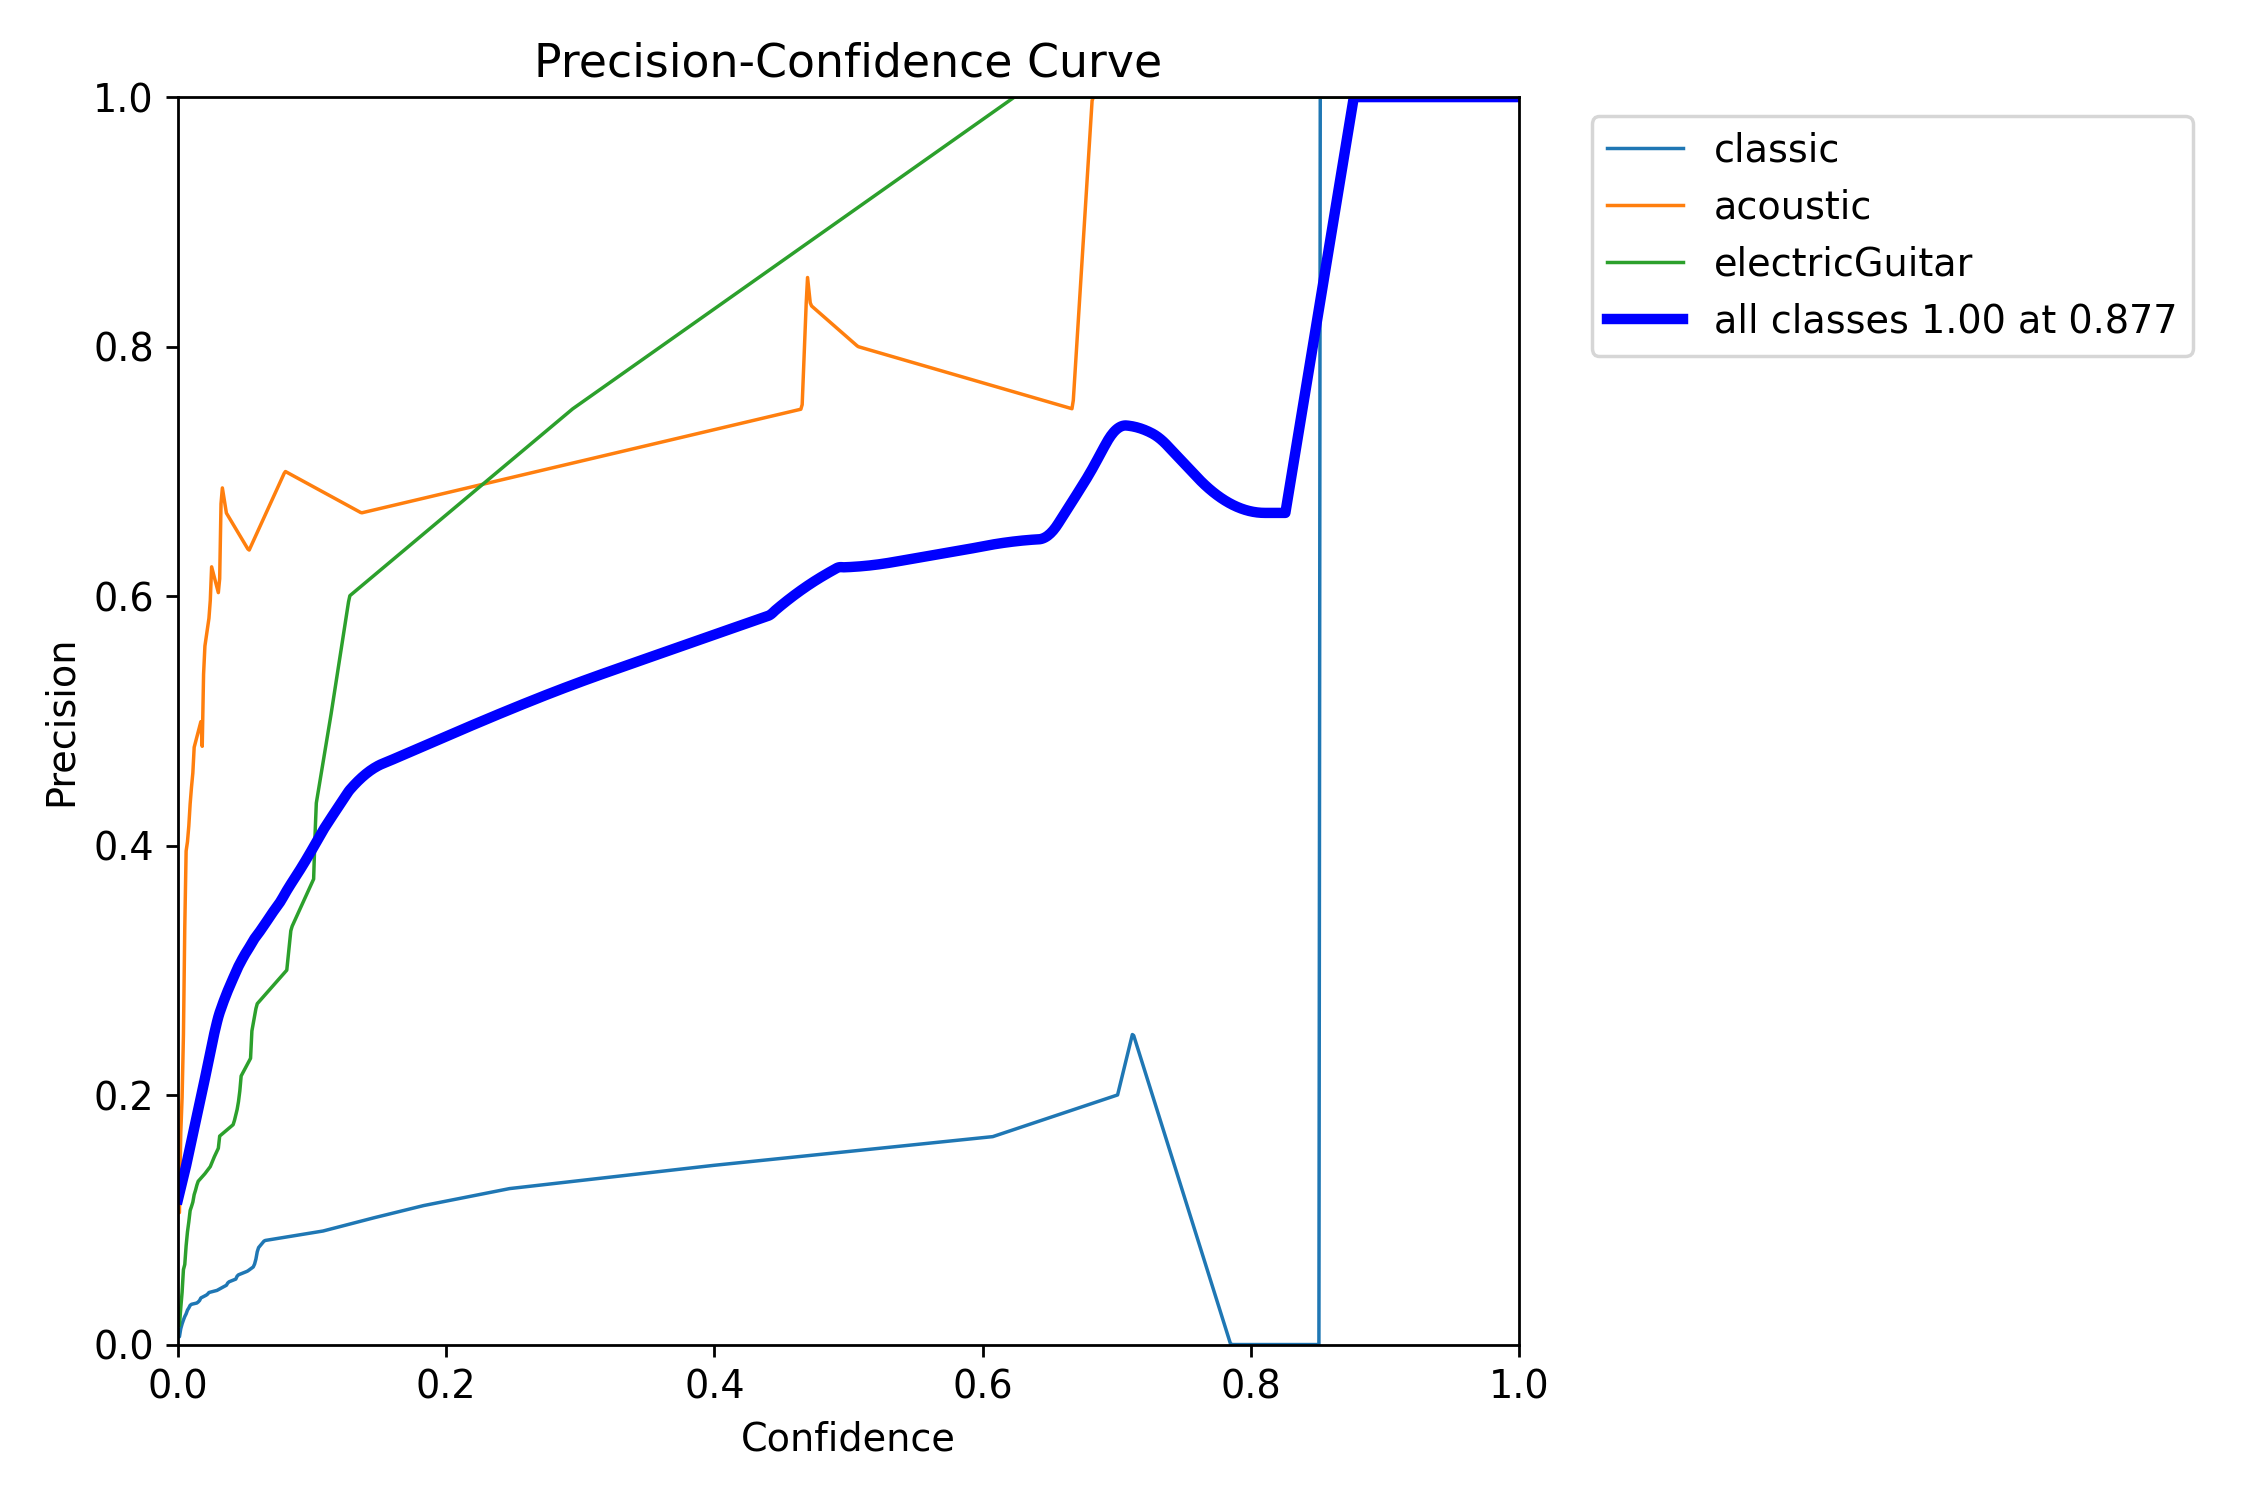 Precision-Confidence Curve
1.0
0.8
0.6
0.4
0.2
0.0
Precision
0.0 0.2 0.4 0.6 0.8 1.0
Confidence
classic
acoustic
electricGuitar
all classes 1.00 at 0.877